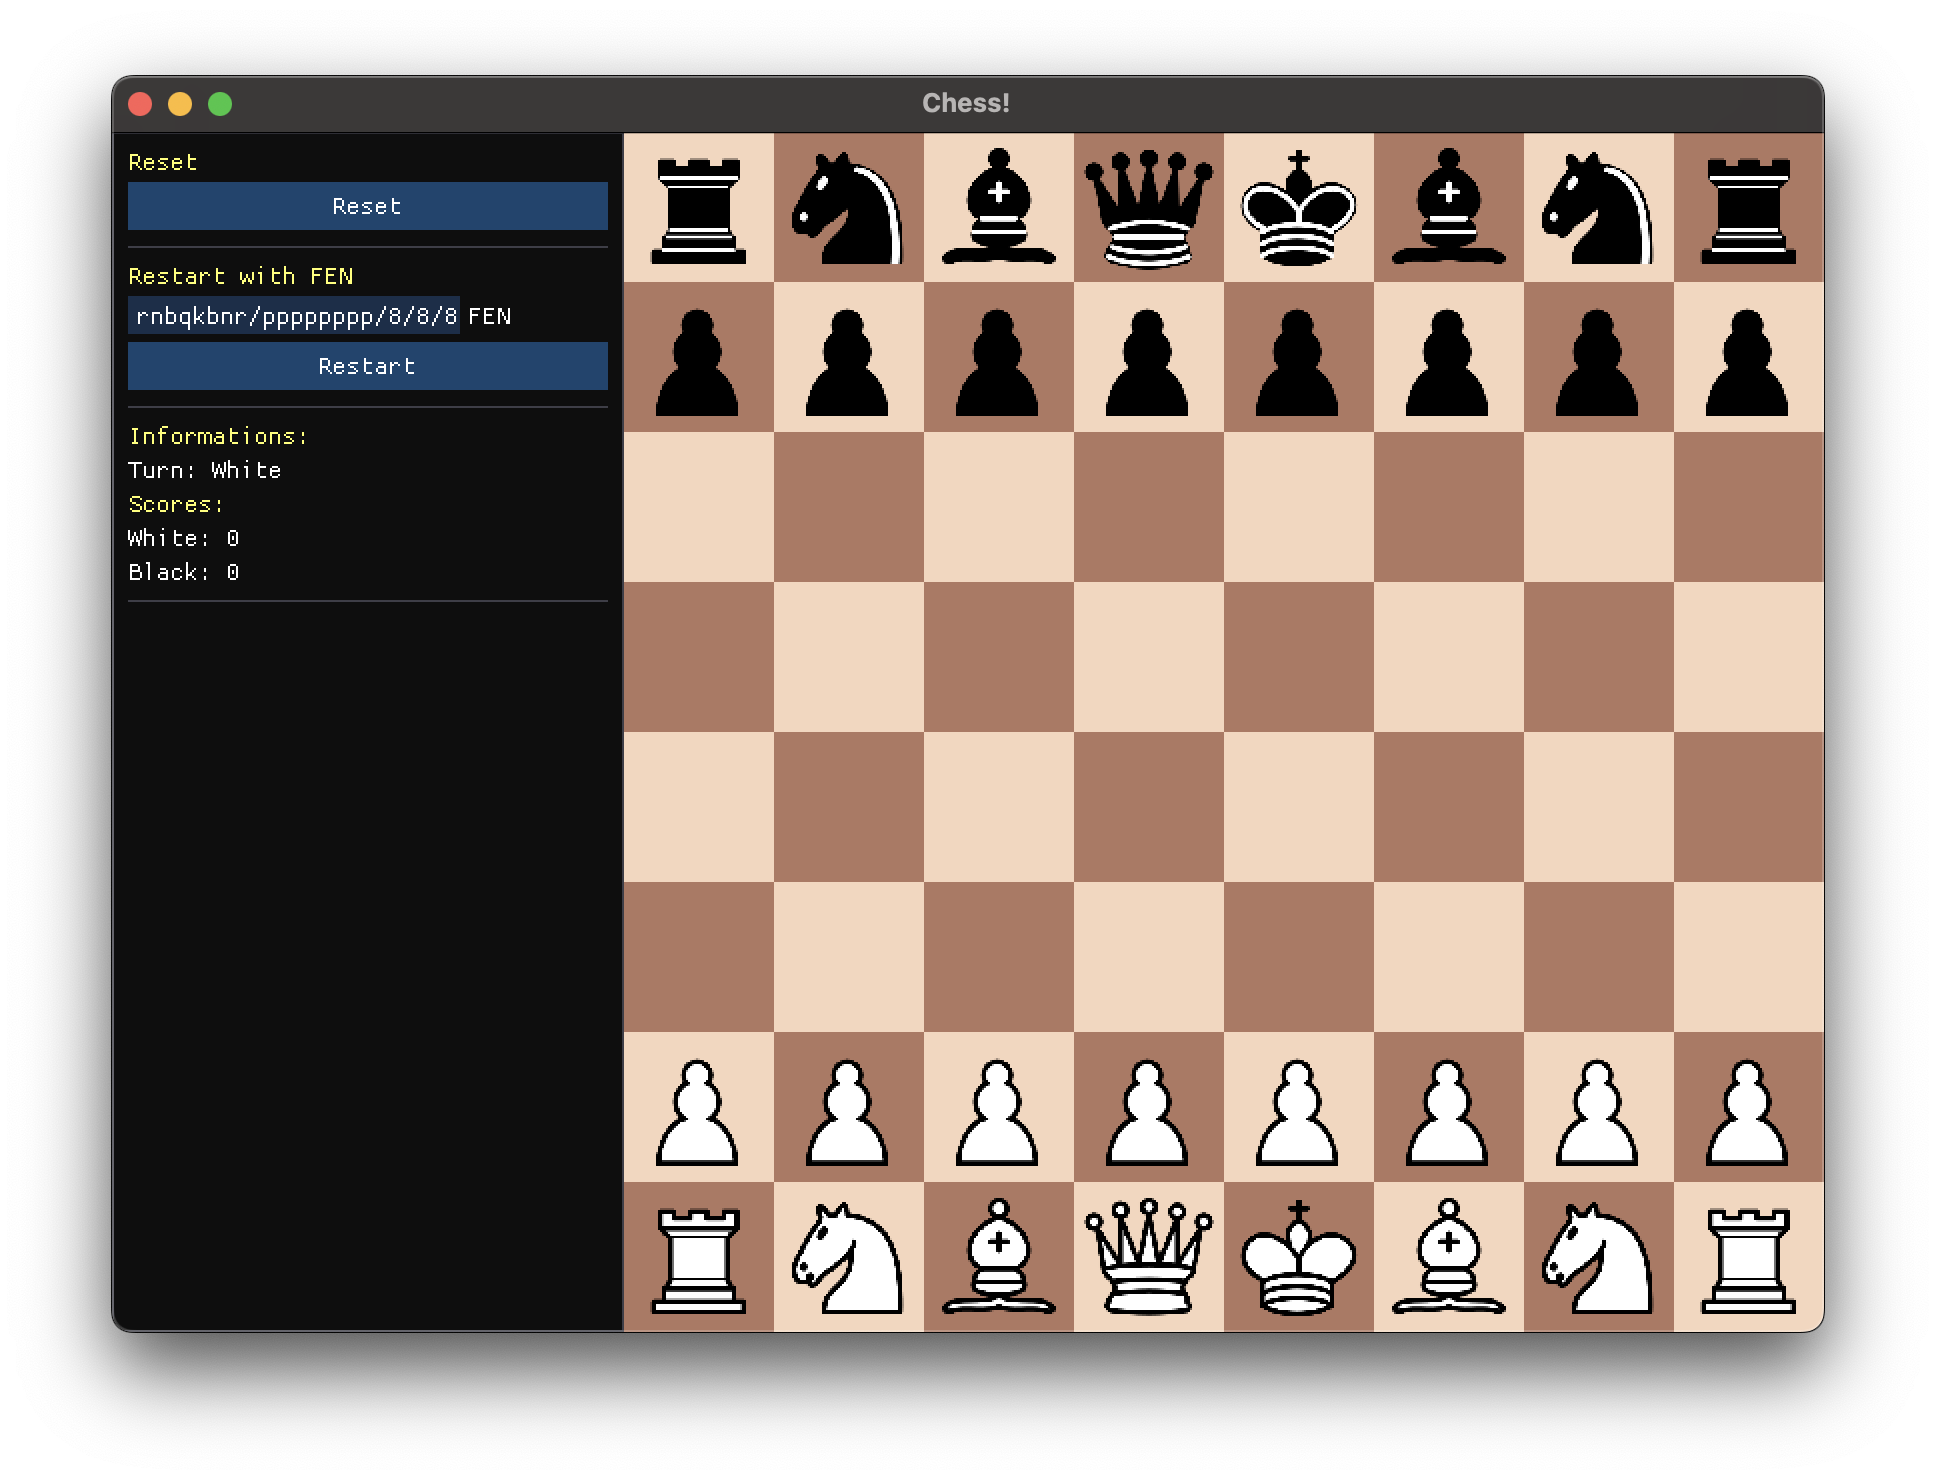 Chess!
Reset
Reset
Restart with FEN
rnbqkbnr/pppppppp/8/8/8 FEN
Restart
Informations:
Turn: White
Scores:
White: 0
Black: 0